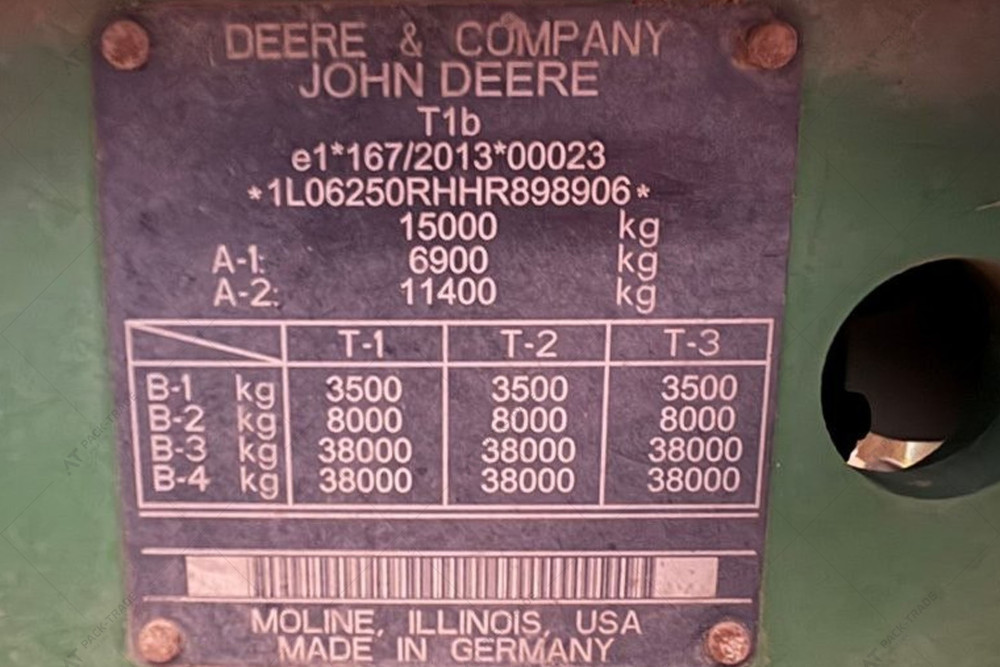 DEERE & COMPANY
JOHN DEERE
T1b
e1*167/2013*00023
*1L06250RHHR898906*
15000 kg
A-1: 6900 kg
A-2: 11400 kg
T-1 T-2 T-3
B-1 kg 3500 3500 3500
B-2 kg 8000 8000 8000
B-3 kg 38000 38000 38000
B-4 kg 38000 38000 38000
MOLINE, ILLINOIS, USA
MADE IN GERMANY